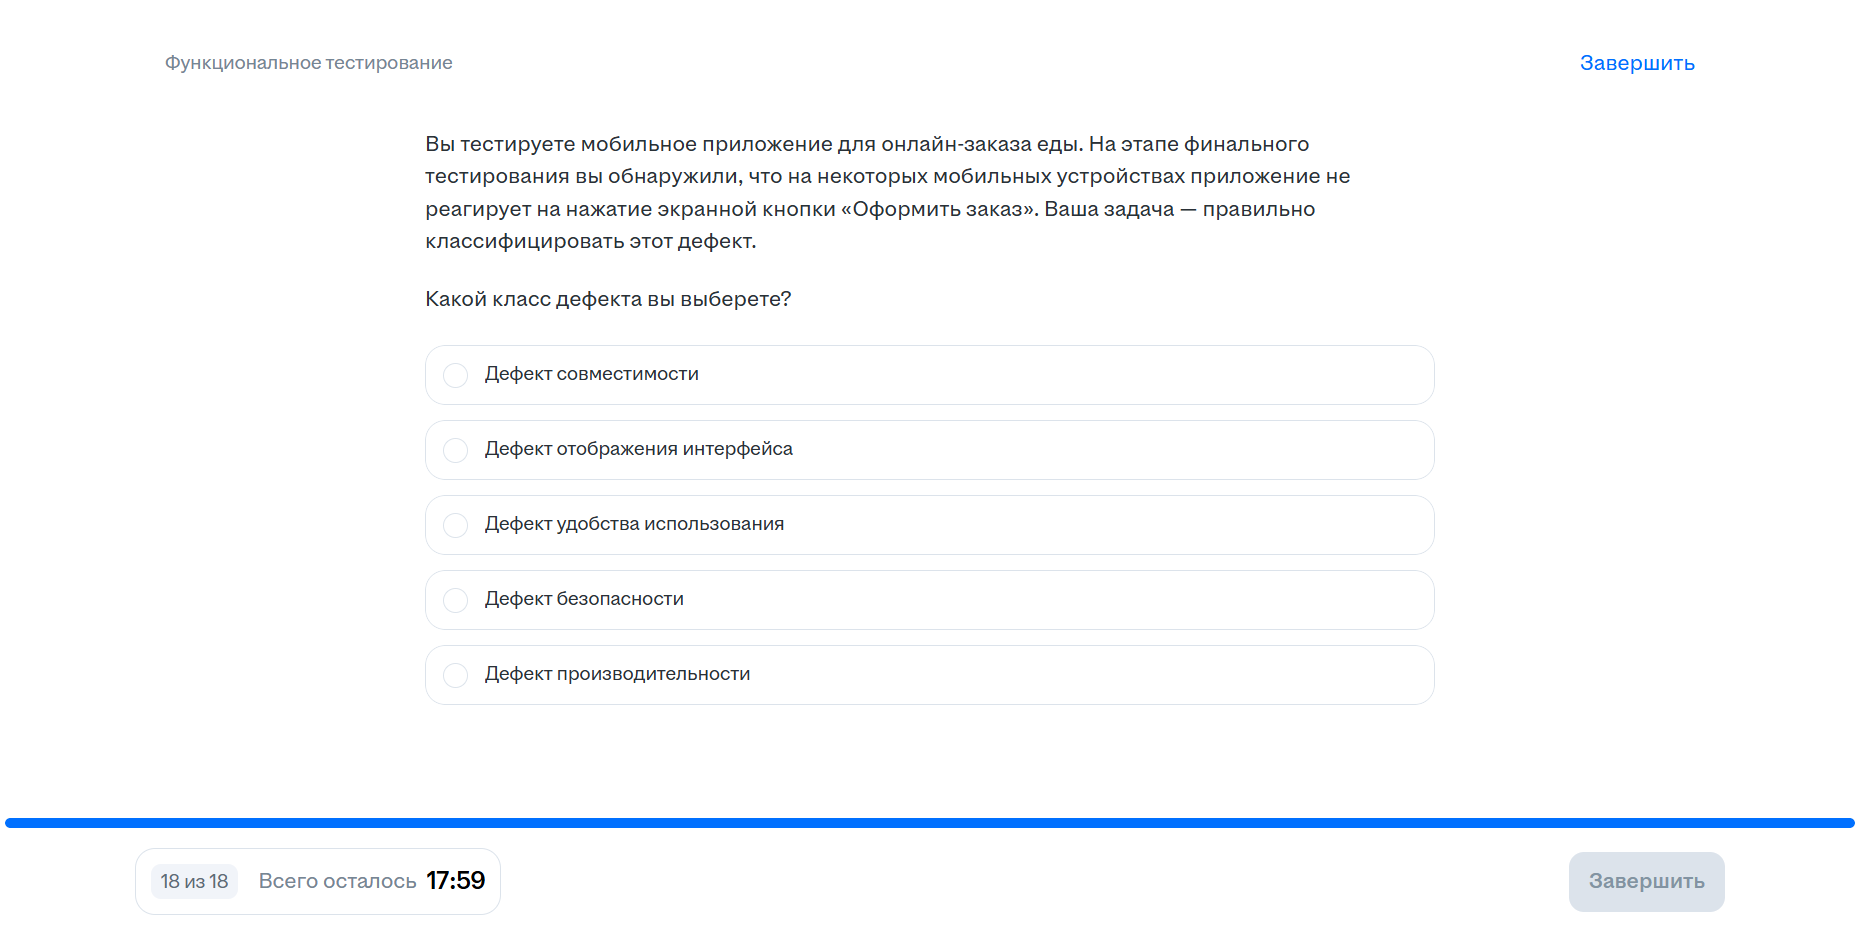 Функциональное тестирование
Завершить
Вы тестируете мобильное приложение для онлайн-заказа еды. На этапе финального
тестирования вы обнаружили, что на некоторых мобильных устройствах приложение не
реагирует на нажатие экранной кнопки «Оформить заказ». Ваша задача — правильно
классифицировать этот дефект.
Какой класс дефекта вы выберете?
Дефект совместимости
Дефект отображения интерфейса
Дефект удобства использования
Дефект безопасности
Дефект производительности
18 из 18 Всего осталось 17:59
Завершить